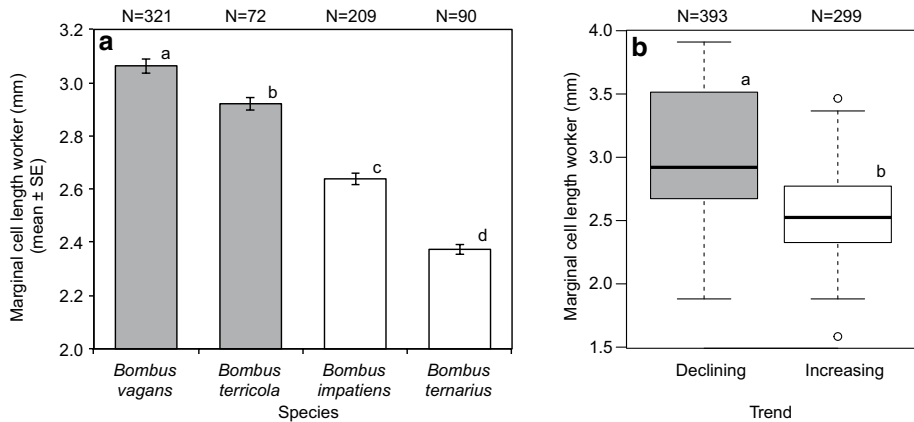 N=321 N=72 N=209 N=90
a
Marginal cell length worker (mm)
(mean ± SE)
3.2
3.0
2.8
2.6
2.4
2.2
2.0
a
b
c
d
Bombus vagans
Bombus terricola
Bombus impatiens
Bombus ternarius
Species
N=393 N=299
b
Marginal cell length worker (mm)
4.0
3.5
3.0
2.5
2.0
1.5
a
b
Declining Increasing
Trend